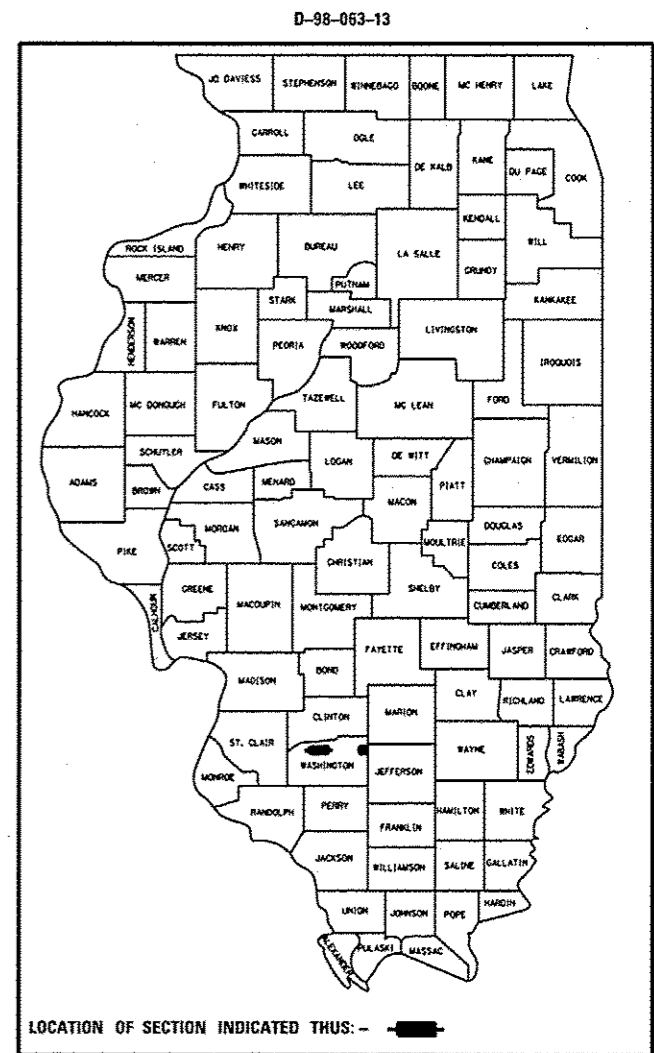 D-98-063-13
JO DAVIESS STEPHENSON WINNEBAGO BOONE MC HENRY LAKE
CARROLL OGLE DE KALB KANE DU PAGE COOK
WHITESIDE LEE
KENDALL
ROCK ISLAND HENRY BUREAU LA SALLE GRUNDY WILL
MERCER PUTNAM
STARK MARSHALL KANKAKEE
HENDERSON WARREN KNOX PEORIA WOODFORD LIVINGSTON IROQUOIS
HANCOCK MC DONOUGH FULTON TAZEWELL MC LEAN FORD
MASON
SCHUYLER LOGAN DE WITT CHAMPAIGN VERMILION
ADAMS BROWN CASS MENARD MACON PIATT
PIKE SCOTT MORGAN SANGAMON CHRISTIAN MOULTRIE DOUGLAS EDGAR
COLES
CALHOUN GREENE MACOUPIN MONTGOMERY SHELBY CUMBERLAND CLARK
JERSEY
FAYETTE EFFINGHAM JASPER CRAWFORD
MADISON BOND
CLAY RICHLAND LAWRENCE
CLINTON MARION
ST. CLAIR WAYNE EDWARDS WABASH
MONROE WASHINGTON JEFFERSON
RANDOLPH PERRY HAMILTON WHITE
FRANKLIN
JACKSON WILLIAMSON SALINE GALLATIN
UNION JOHNSON POPE HARDIN
ALEXANDER PULASKI MASSAC
LOCATION OF SECTION INDICATED THUS: -